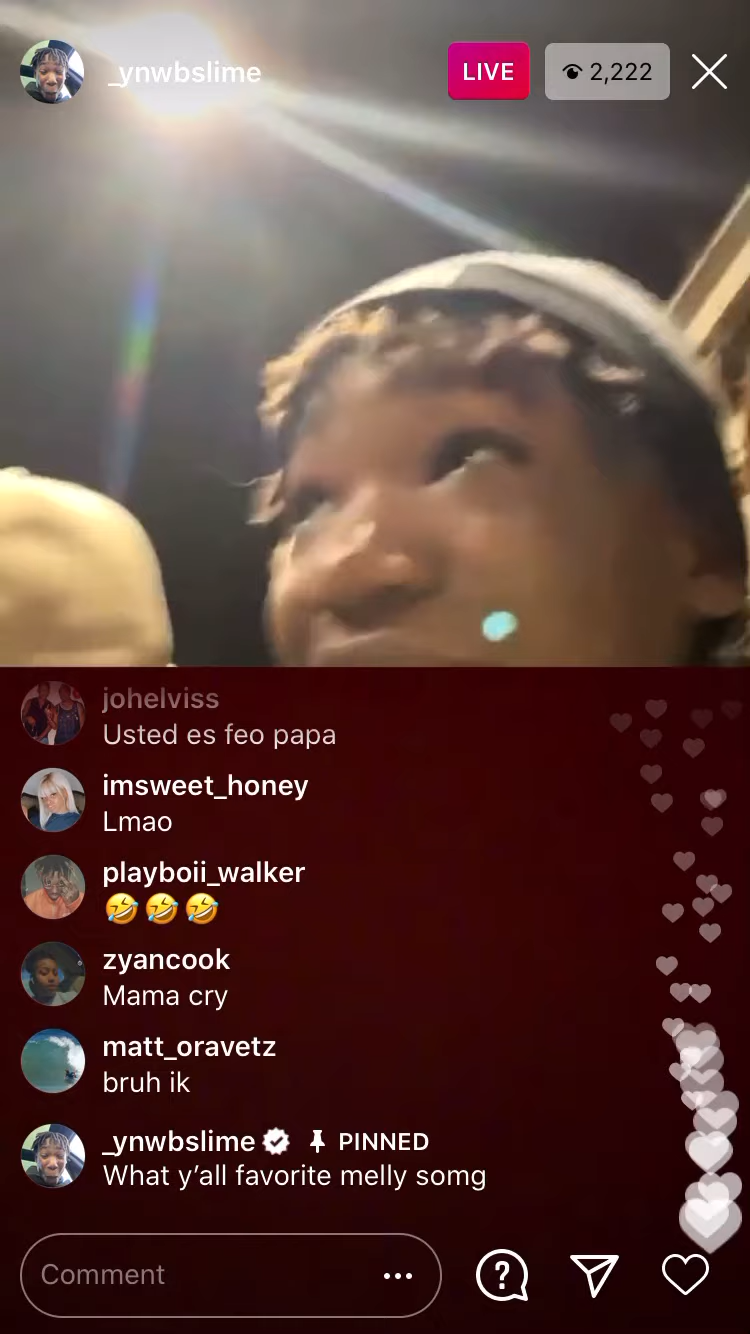 _ynwbslime
LIVE
2,222
johelviss
Usted es feo papa
imsweet_honey
Lmao
playboii_walker
🤣🤣🤣
zyancook
Mama cry
matt_oravetz
bruh ik
_ynwbslime PINNED
What y’all favorite melly somg
Comment